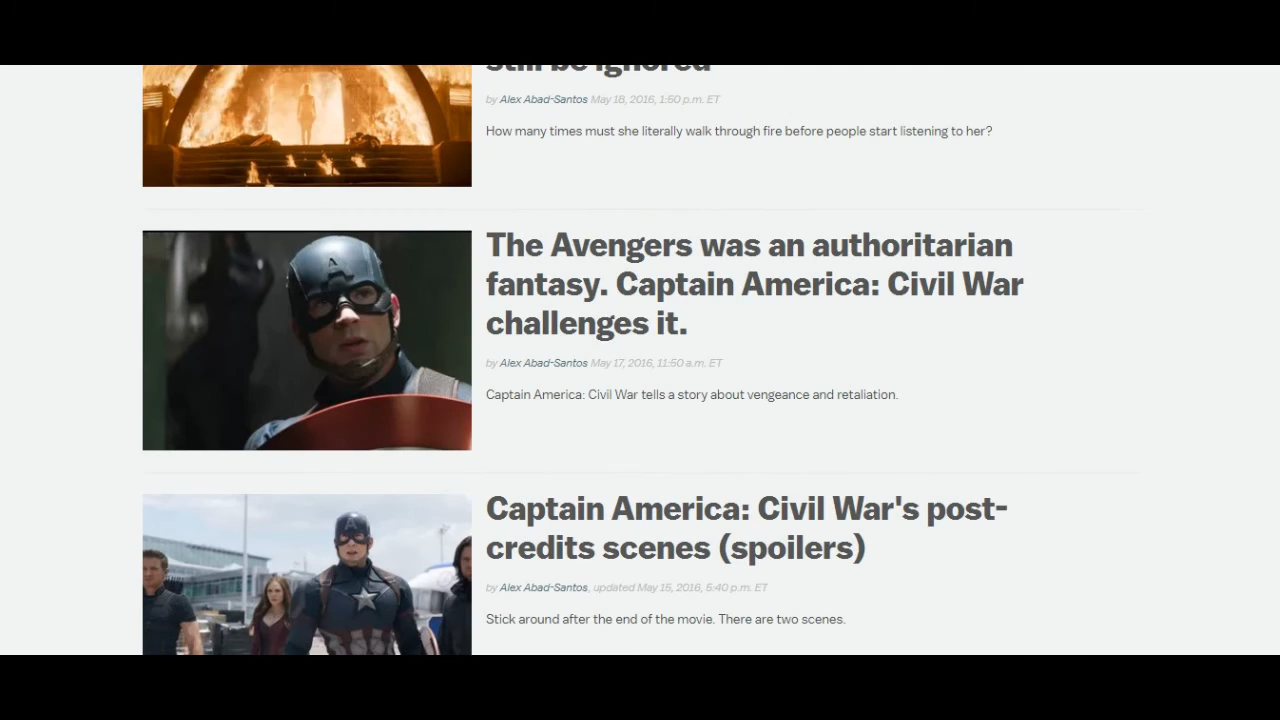 still be ignored
by Alex Abad-Santos May 18, 2016, 1:50 p.m. ET
How many times must she literally walk through fire before people start listening to her?
The Avengers was an authoritarian
fantasy. Captain America: Civil War
challenges it.
by Alex Abad-Santos May 17, 2016, 11:50 a.m. ET
Captain America: Civil War tells a story about vengeance and retaliation.
Captain America: Civil War's post-
credits scenes (spoilers)
by Alex Abad-Santos, updated May 15, 2016, 5:40 p.m. ET
Stick around after the end of the movie. There are two scenes.